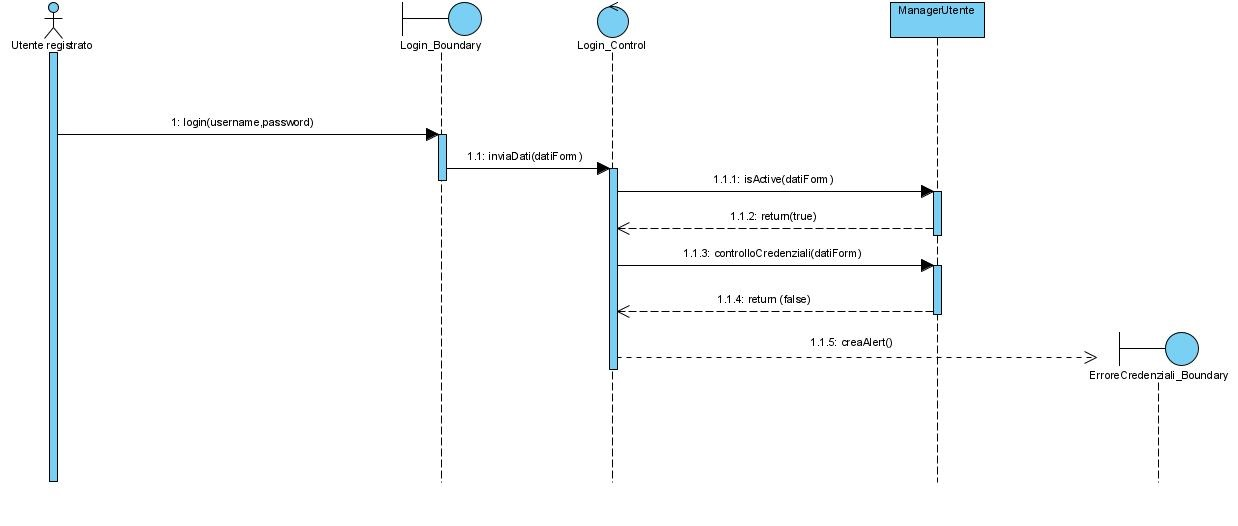 Utente registrato
Login_Boundary
Login_Control
ManagerUtente
1: login(username,password)
1.1: inviaDati(datiForm)
1.1.1: isActive(datiForm)
1.1.2: return(true)
1.1.3: controlloCredenziali(datiForm)
1.1.4: return (false)
1.1.5: creaAlert()
ErroreCredenziali_Boundary